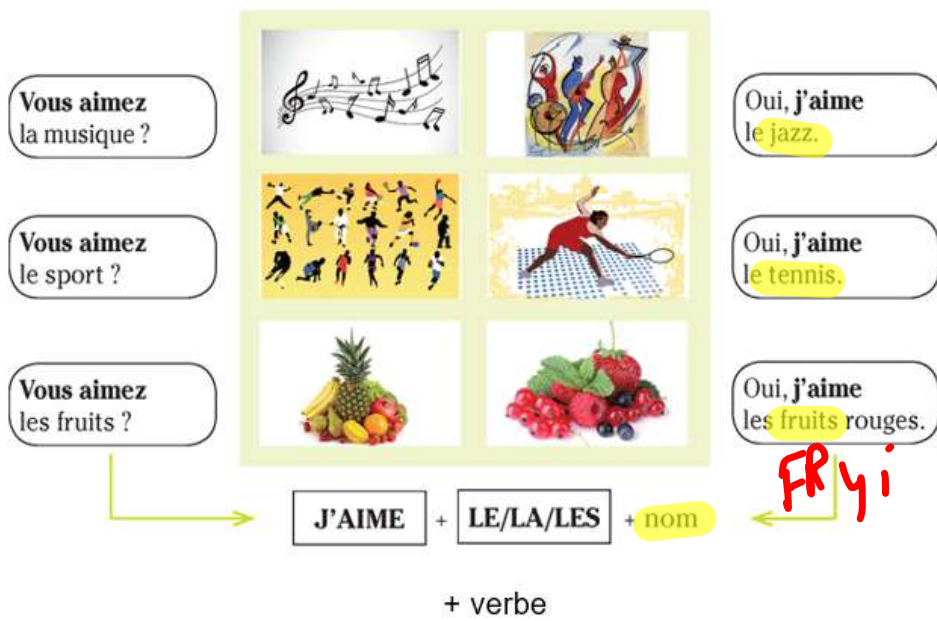 Vous aimez
la musique ?
Oui, j'aime
le jazz.
Vous aimez
le sport ?
Oui, j'aime
le tennis.
Vous aimez
les fruits ?
Oui, j'aime
les fruits rouges.
FRyi
J'AIME + LE/LA/LES + nom
+ verbe